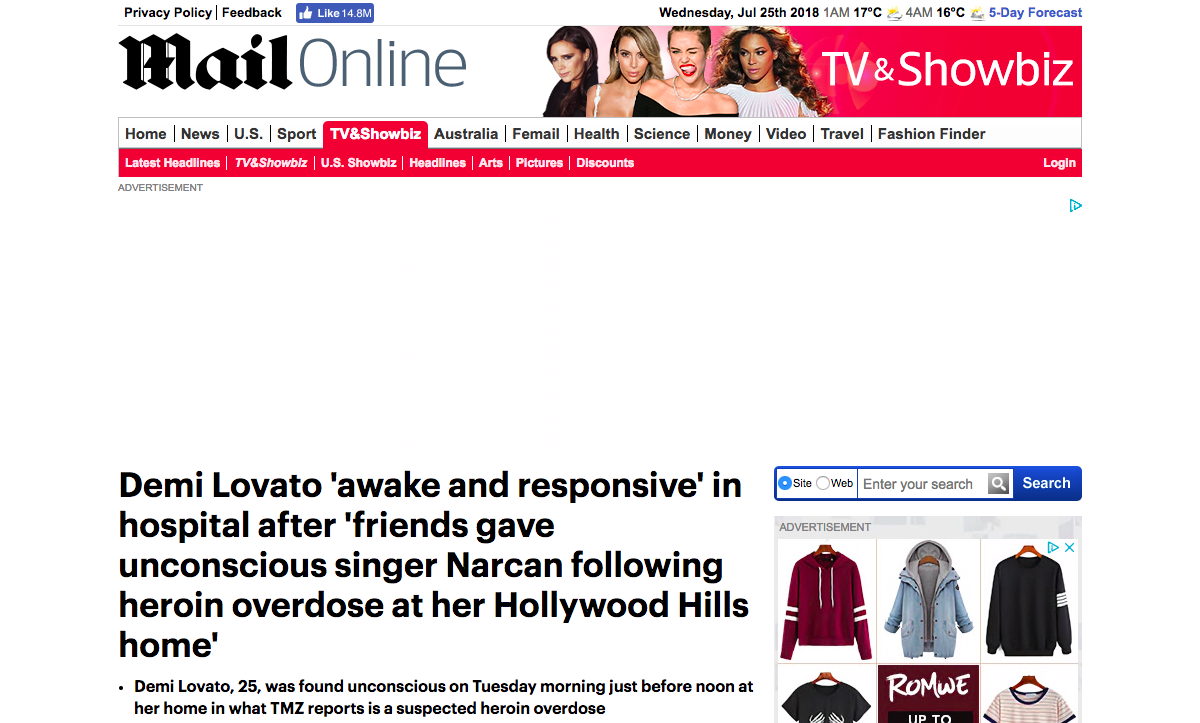 Privacy Policy Feedback Like 14.8M Wednesday, Jul 25th 2018 1AM 17°C 4AM 16°C 5-Day Forecast
Mail Online TV&Showbiz
Home News U.S. Sport TV&Showbiz Australia Femail Health Science Money Video Travel Fashion Finder
Latest Headlines TV&Showbiz U.S. Showbiz Headlines Arts Pictures Discounts Login
ADVERTISEMENT
Demi Lovato 'awake and responsive' in
hospital after 'friends gave
unconscious singer Narcan following
heroin overdose at her Hollywood Hills
home'
• Demi Lovato, 25, was found unconscious on Tuesday morning just before noon at
her home in what TMZ reports is a suspected heroin overdose
Site Web Enter your search Search
ADVERTISEMENT
ROMWE
UP TO